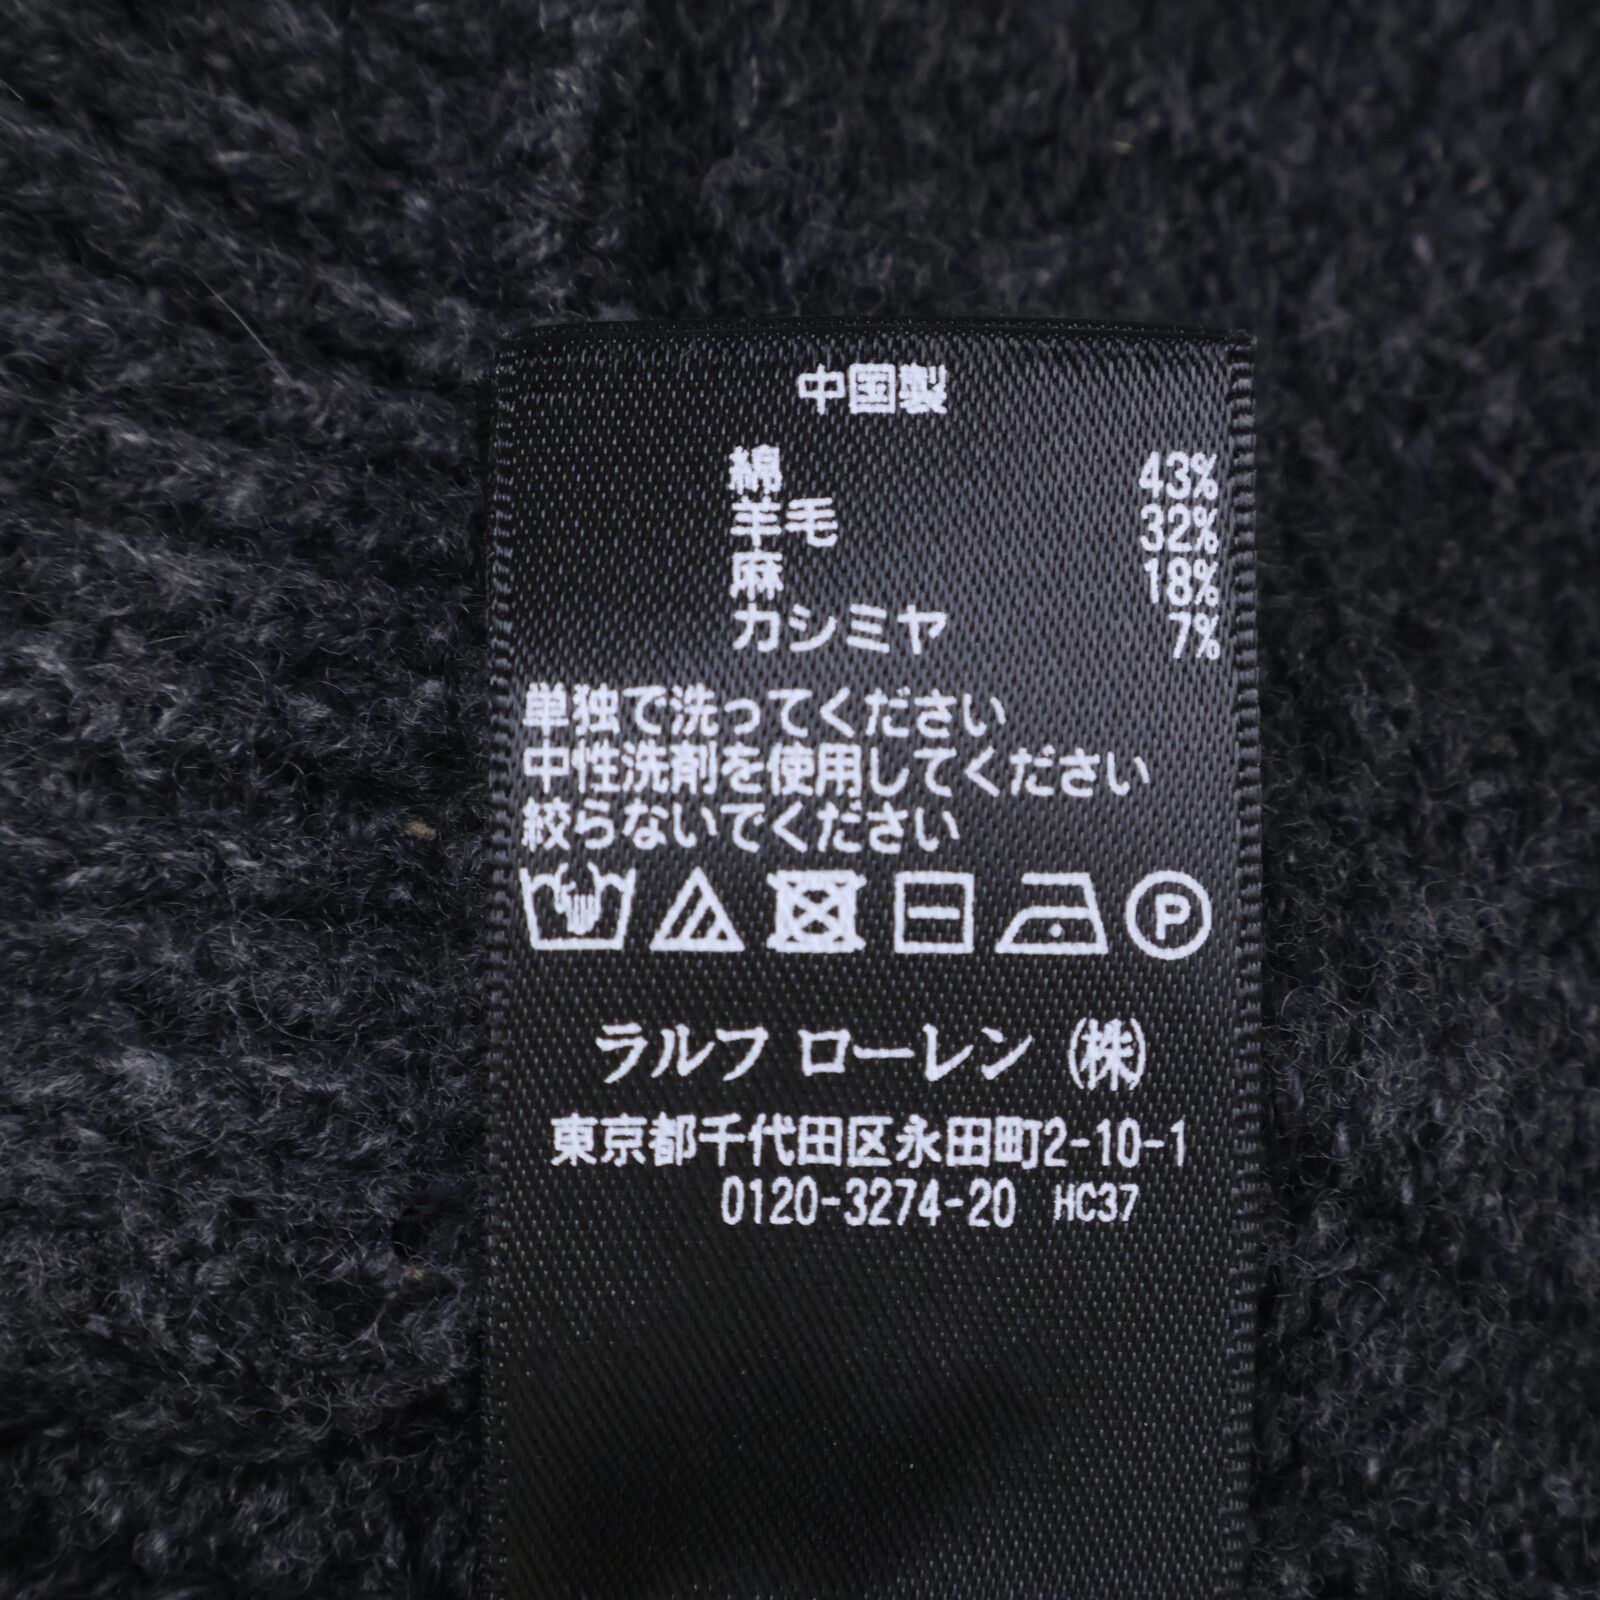 中国製
綿 43%
羊毛 32%
麻 18%
カシミヤ 7%
単独で洗ってください
中性洗剤を使用してください
絞らないでください
P
ラルフ ローレン (株)
東京都千代田区永田町2-10-1
0120-3274-20 HC37